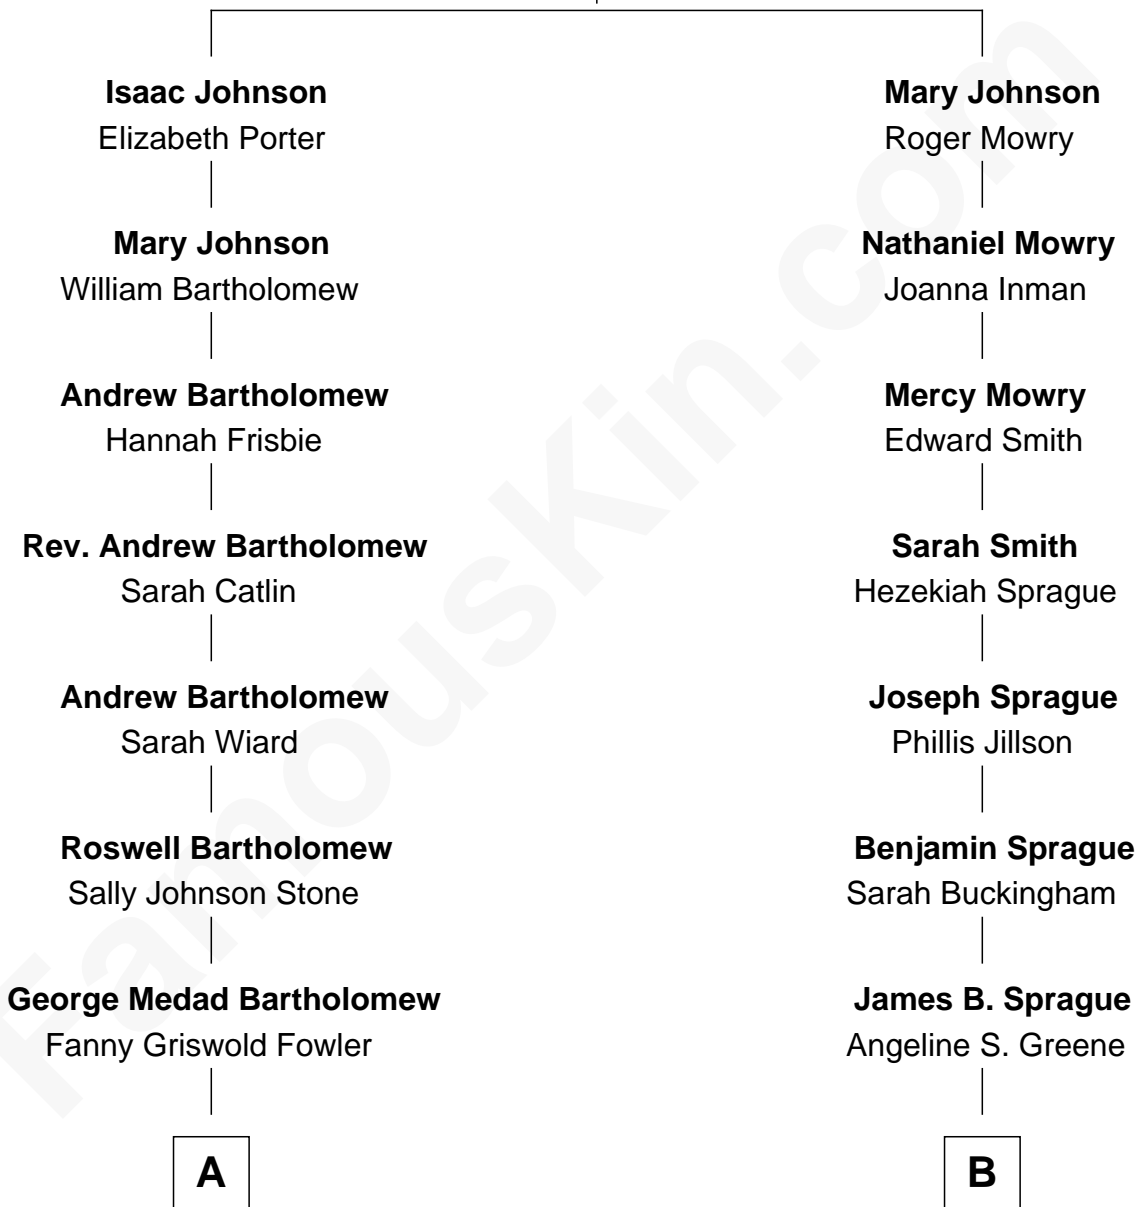 Isaac Johnson
Elizabeth Porter
Mary Johnson
William Bartholomew
Andrew Bartholomew
Hannah Frisbie
Rev. Andrew Bartholomew
Sarah Catlin
Andrew Bartholomew
Sarah Wiard
Roswell Bartholomew
Sally Johnson Stone
George Medad Bartholomew
Fanny Griswold Fowler
A
Mary Johnson
Roger Mowry
Nathaniel Mowry
Joanna Inman
Mercy Mowry
Edward Smith
Sarah Smith
Hezekiah Sprague
Joseph Sprague
Phillis Jillson
Benjamin Sprague
Sarah Buckingham
James B. Sprague
Angeline S. Greene
B
FamousKin.com